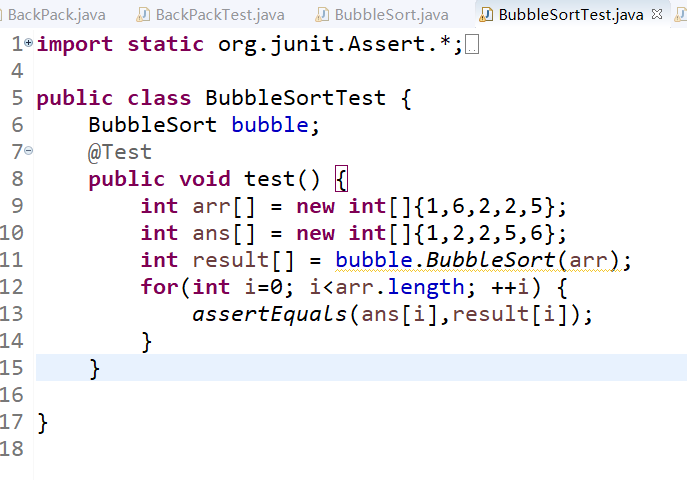 BackPack.java BackPackTest.java BubbleSort.java BubbleSortTest.java
1 import static org.junit.Assert.*;
4
5 public class BubbleSortTest {
6 BubbleSort bubble;
7 @Test
8 public void test() {
9 int arr[] = new int[]{1,6,2,2,5};
10 int ans[] = new int[]{1,2,2,5,6};
11 int result[] = bubble.BubbleSort(arr);
12 for(int i=0; i<arr.length; ++i) {
13 assertEquals(ans[i],result[i]);
14 }
15 }
16
17 }
18